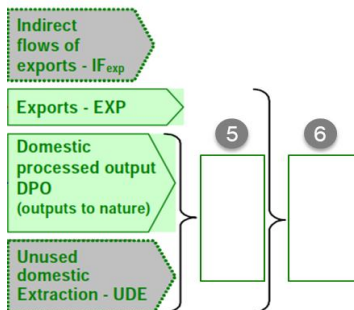 Indirect
flows of
exports - IFexp
Exports - EXP
Domestic
processed output
DPO
(outputs to nature)
Unused
domestic
Extraction - UDE
5
6